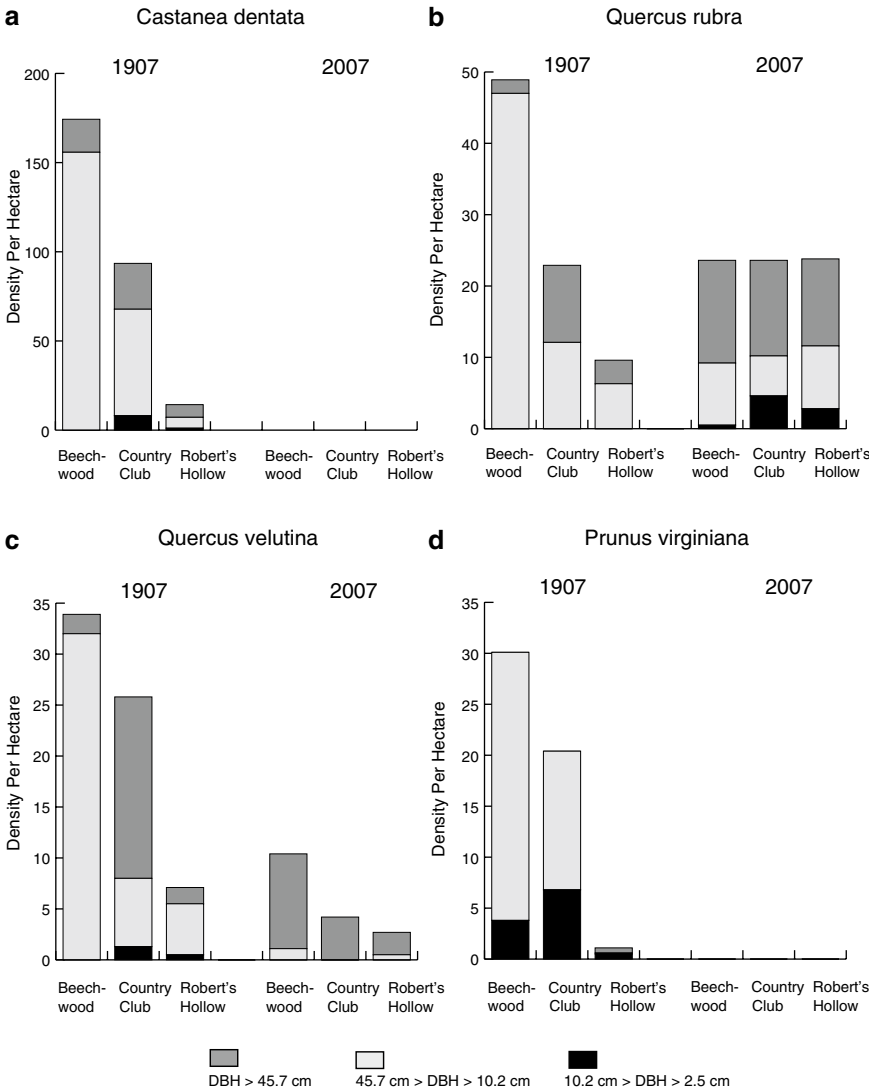 a
Castanea dentata
1907
2007
Density Per Hectare
200
150
100
50
0
Beech-
wood
Country
Club
Robert's
Hollow
Beech-
wood
Country
Club
Robert's
Hollow
b
Quercus rubra
1907
2007
Density Per Hectare
50
40
30
20
10
0
Beech-
wood
Country
Club
Robert's
Hollow
Beech-
wood
Country
Club
Robert's
Hollow
c
Quercus velutina
1907
2007
Density Per Hectare
35
30
25
20
15
10
5
0
Beech-
wood
Country
Club
Robert's
Hollow
Beech-
wood
Country
Club
Robert's
Hollow
d
Prunus virginiana
1907
2007
Density Per Hectare
35
30
25
20
15
10
5
0
Beech-
wood
Country
Club
Robert's
Hollow
Beech-
wood
Country
Club
Robert's
Hollow
DBH > 45.7 cm
45.7 cm > DBH > 10.2 cm
10.2 cm > DBH > 2.5 cm